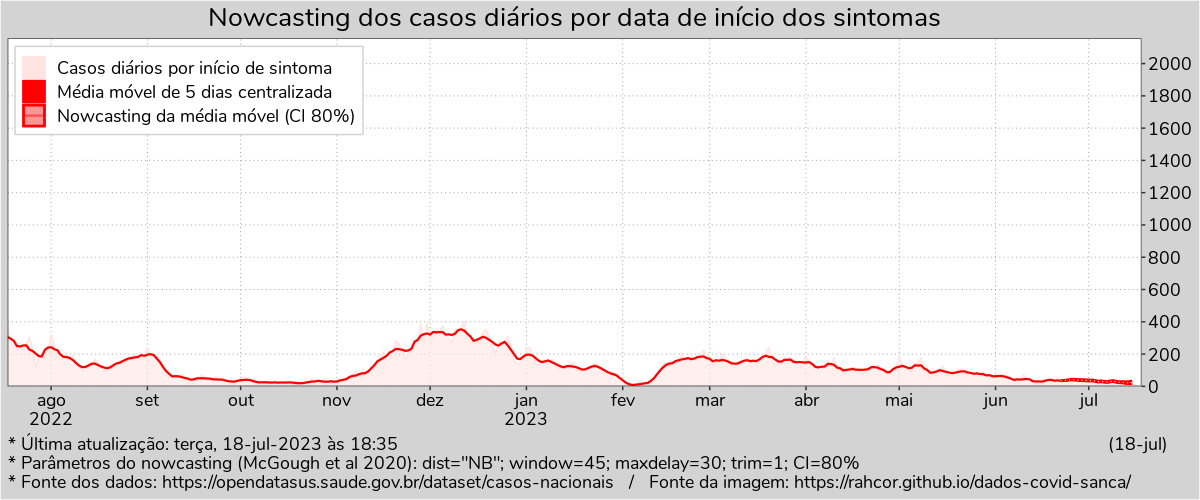 Nowcasting dos casos diários por data de início dos sintomas
Casos diários por início de sintoma
Média móvel de 5 dias centralizada
Nowcasting da média móvel (CI 80%)
2000
1800
1600
1400
1200
1000
800
600
400
200
0
ago set out nov dez jan fev mar abr mai jun jul
2022 2023
* Última atualização: terça, 18-jul-2023 às 18:35 (18-jul)
* Parâmetros do nowcasting (McGough et al 2020): dist="NB"; window=45; maxdelay=30; trim=1; CI=80%
* Fonte dos dados: https://opendatasus.saude.gov.br/dataset/casos-nacionais / Fonte da imagem: https://rahcor.github.io/dados-covid-sanca/